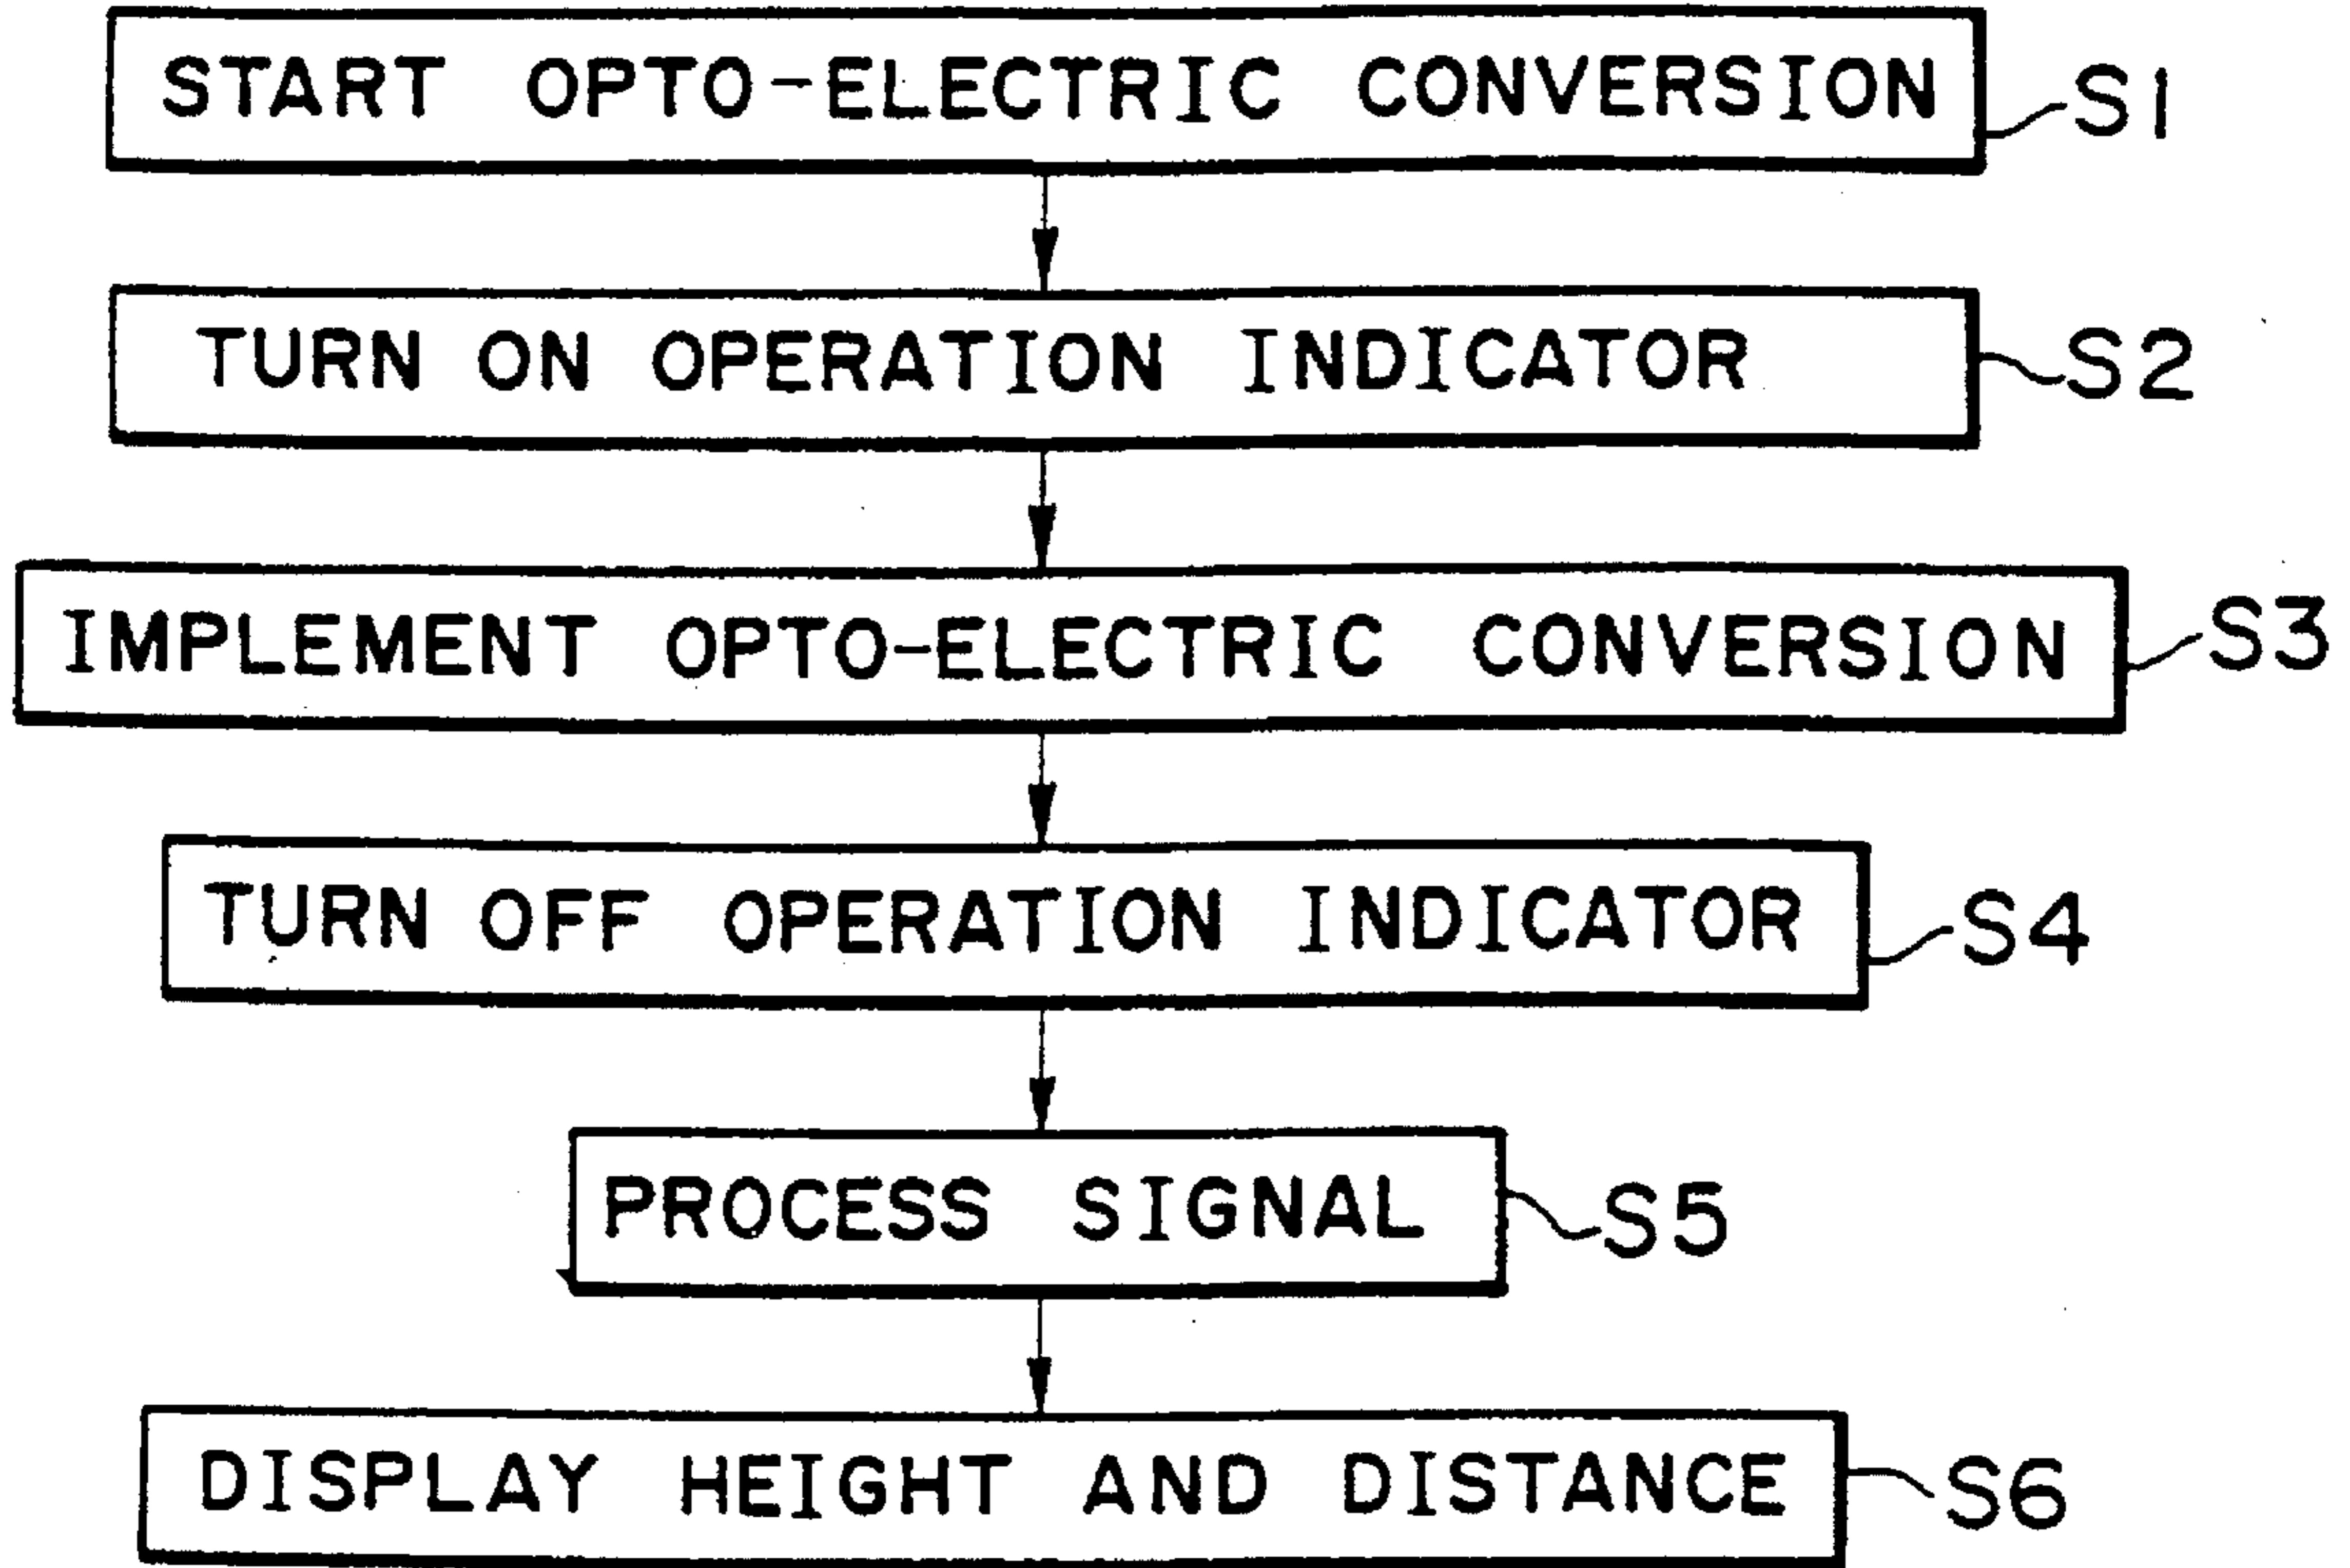 START OPTO-ELECTRIC CONVERSION S1
TURN ON OPERATION INDICATOR S2
IMPLEMENT OPTO-ELECTRIC CONVERSION S3
TURN OFF OPERATION INDICATOR S4
PROCESS SIGNAL S5
DISPLAY HEIGHT AND DISTANCE S6